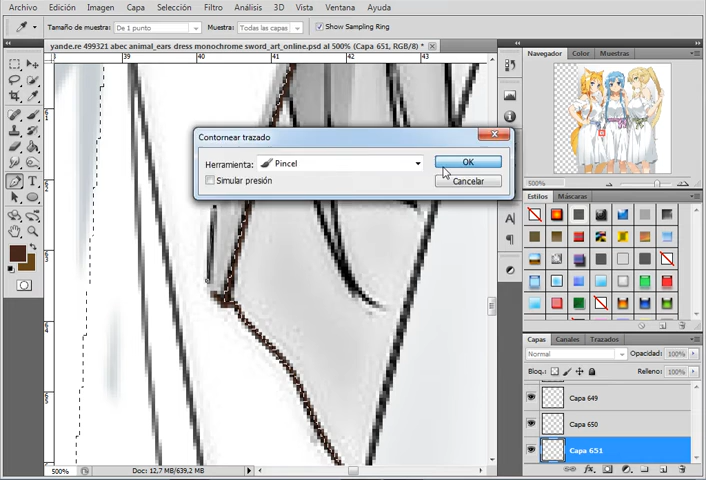 Archivo Edición Imagen Capa Selección Filtro Análisis 3D Vista Ventana Ayuda
Tamaño de muestra: De 1 punto Muestra: Todas las capas Show Sampling Ring
yande.re 499321 abec animal_ears dress monochrome sword_art_online.psd al 500% (Capa 651, RGB/8) *
39 40 41 42 43
Navegador Color Muestras
Contornear trazado
Herramienta: Pincel OK
Simular presión Cancelar
500%
Estilos Máscaras
T
A
Capas Canales Trazados
Normal Opacidad: 100%
Bloq.: Relleno: 100%
Capa 649
Capa 650
Capa 651
500% Doc: 12,7 MB/639,2 MB
fx